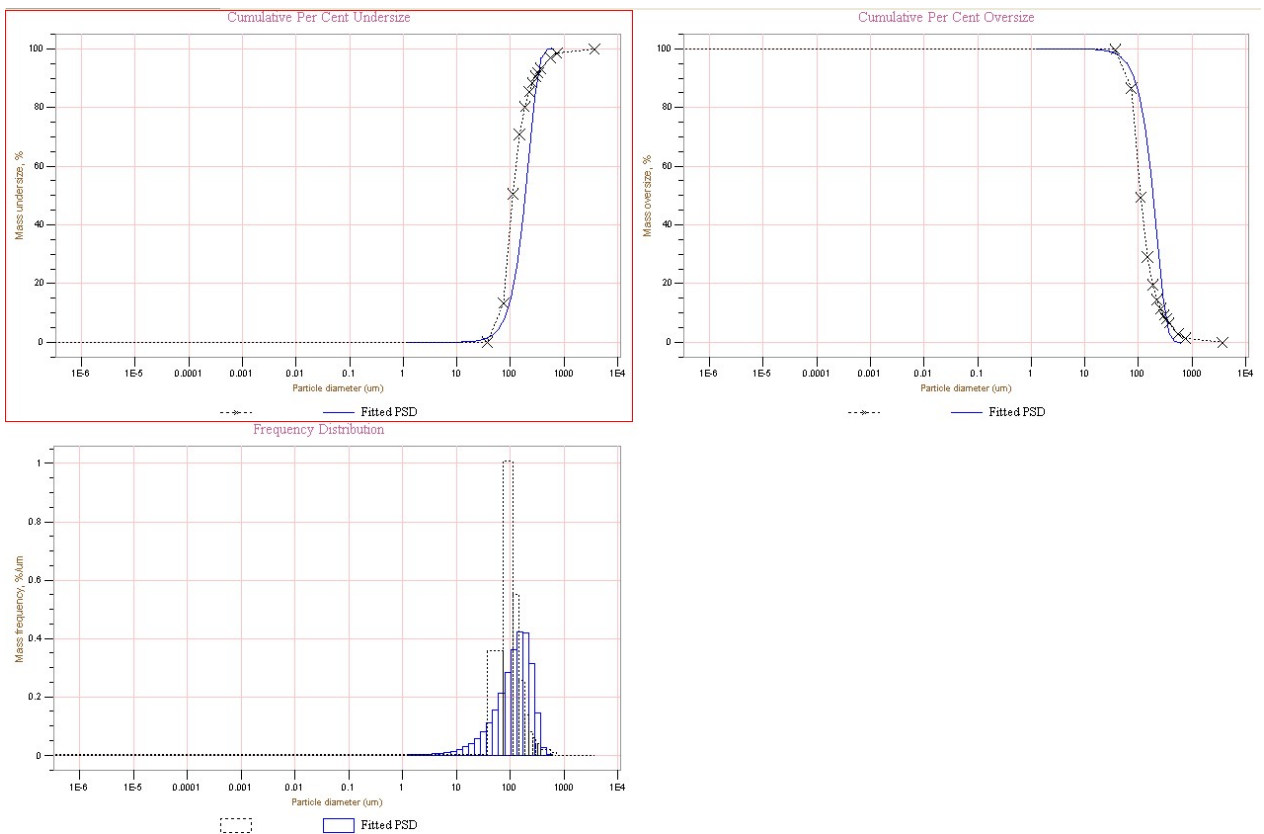 Cumulative Per Cent Undersize
100
80
60
40
20
0
Mass undersize, %
1E-6 1E-5 0.0001 0.001 0.01 0.1 1 10 100 1000 1E4
Particle diameter (um)
Fitted PSD
Cumulative Per Cent Oversize
100
80
60
40
20
0
Mass oversize, %
1E-6 1E-5 0.0001 0.001 0.01 0.1 1 10 100 1000 1E4
Particle diameter (um)
Fitted PSD
Frequency Distribution
1
0.8
0.6
0.4
0.2
0
Mass frequency, %/um
1E-6 1E-5 0.0001 0.001 0.01 0.1 1 10 100 1000 1E4
Particle diameter (um)
Fitted PSD